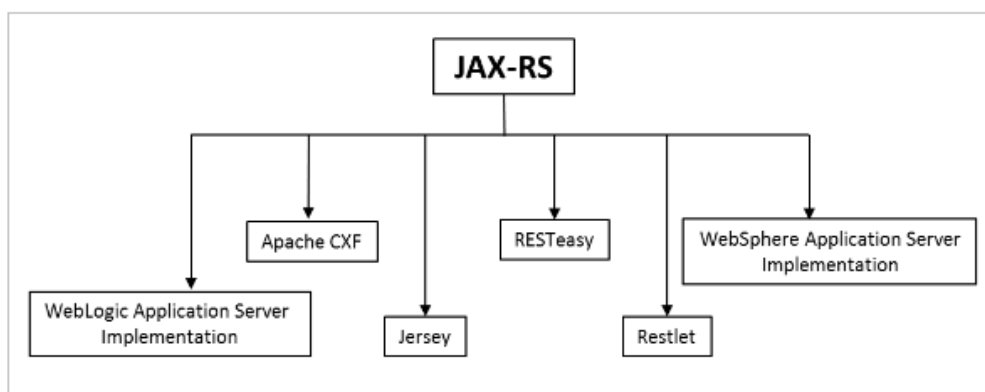 JAX-RS
Apache CXF
RESTeasy
WebSphere Application Server
Implementation
WebLogic Application Server
Implementation
Jersey
Restlet